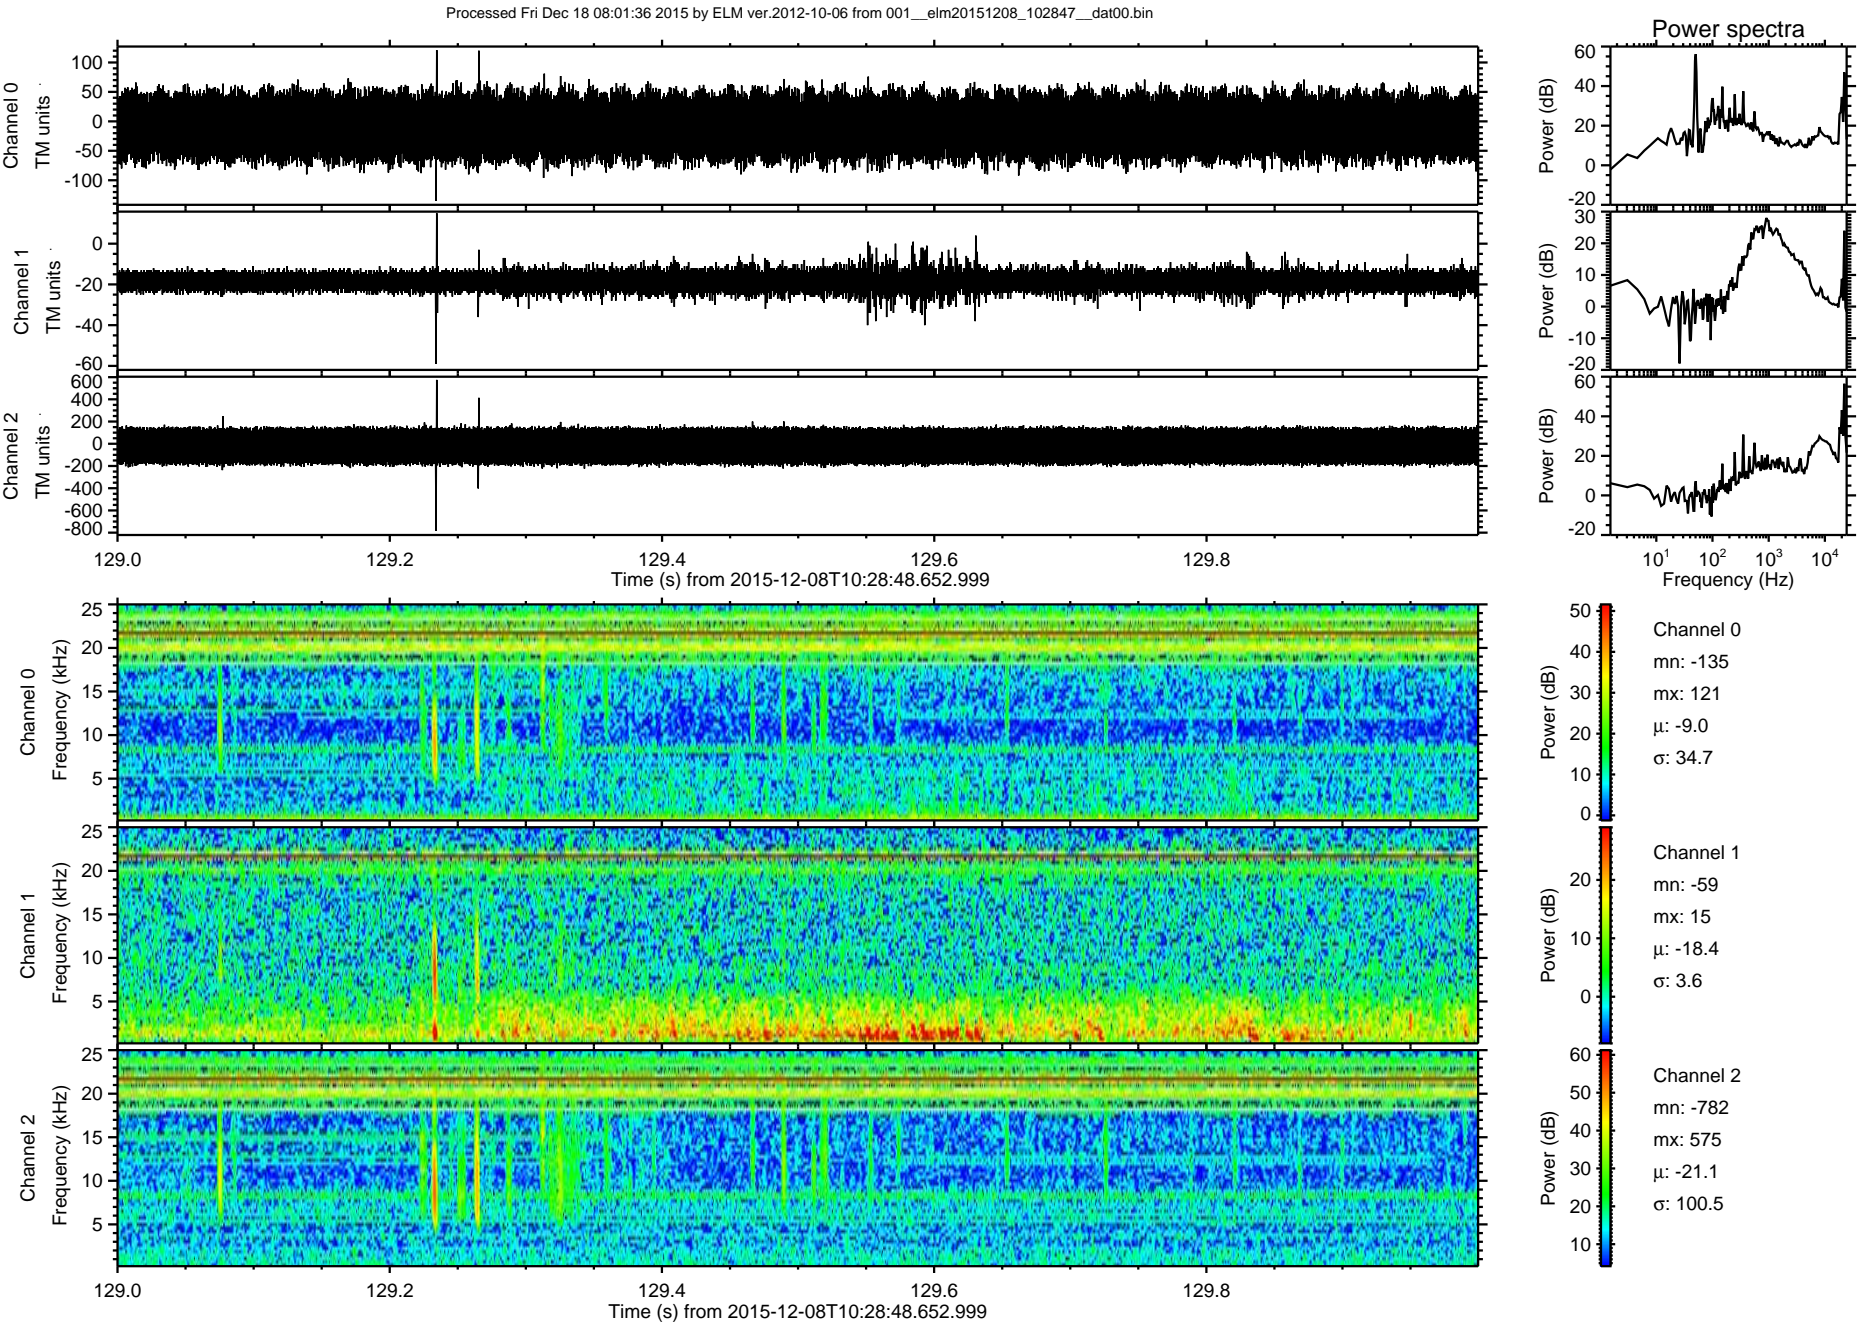 Processed Fri Dec 18 08:01:36 2015 by ELM ver.2012-10-06 from 001__elm20151208_102847__dat00.bin
Power spectra
Channel 0
TM units
100
50
0
-50
-100
Power (dB)
60
40
20
0
-20
Channel 1
TM units
0
-20
-40
-60
Power (dB)
30
20
10
0
-10
-20
Channel 2
TM units
600
400
200
0
-200
-400
-600
-800
Power (dB)
60
40
20
0
-20
129.0 129.2 129.4 129.6 129.8
Time (s) from 2015-12-08T10:28:48.652.999
10¹ 10² 10³ 10⁴
Frequency (Hz)
Channel 0
Frequency (kHz)
25
20
15
10
5
Power (dB)
50
40
30
20
10
0
Channel 0
mn: -135
mx: 121
μ: -9.0
σ: 34.7
Channel 1
Frequency (kHz)
25
20
15
10
5
Power (dB)
20
10
0
Channel 1
mn: -59
mx: 15
μ: -18.4
σ: 3.6
Channel 2
Frequency (kHz)
25
20
15
10
5
Power (dB)
60
50
40
30
20
10
Channel 2
mn: -782
mx: 575
μ: -21.1
σ: 100.5
129.0 129.2 129.4 129.6 129.8
Time (s) from 2015-12-08T10:28:48.652.999